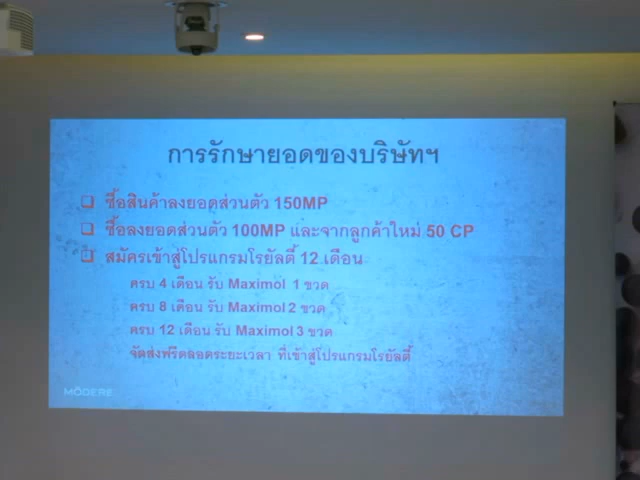 การรักษายอดของบริษัทฯ
ซื้อสินค้าลงยอดส่วนตัว 150MP
ซื้อลงยอดส่วนตัว 100MP และจากลูกค้าใหม่ 50 CP
สมัครเข้าสู่โปรแกรมโรยัลตี้ 12 เดือน
ครบ 4 เดือน รับ Maximol 1 ขวด
ครบ 8 เดือน รับ Maximol 2 ขวด
ครบ 12 เดือน รับ Maximol 3 ขวด
จัดส่งฟรีตลอดระยะเวลา ที่เข้าสู่โปรแกรมโรยัลตี้
MODERE